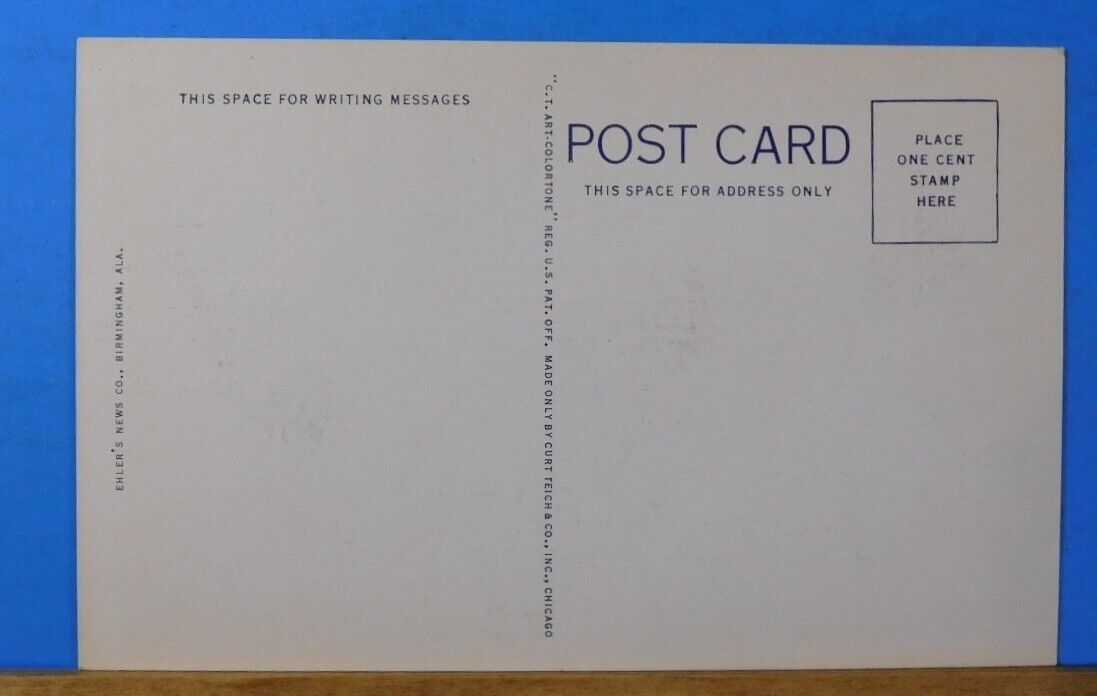 THIS SPACE FOR WRITING MESSAGES
EHLER'S NEWS CO., BIRMINGHAM, ALA.
"C.T. ART-COLORTONE" REG. U.S. PAT. OFF. MADE ONLY BY CURT TEICH & CO., INC., CHICAGO
POST CARD
THIS SPACE FOR ADDRESS ONLY
PLACE
ONE CENT
STAMP
HERE